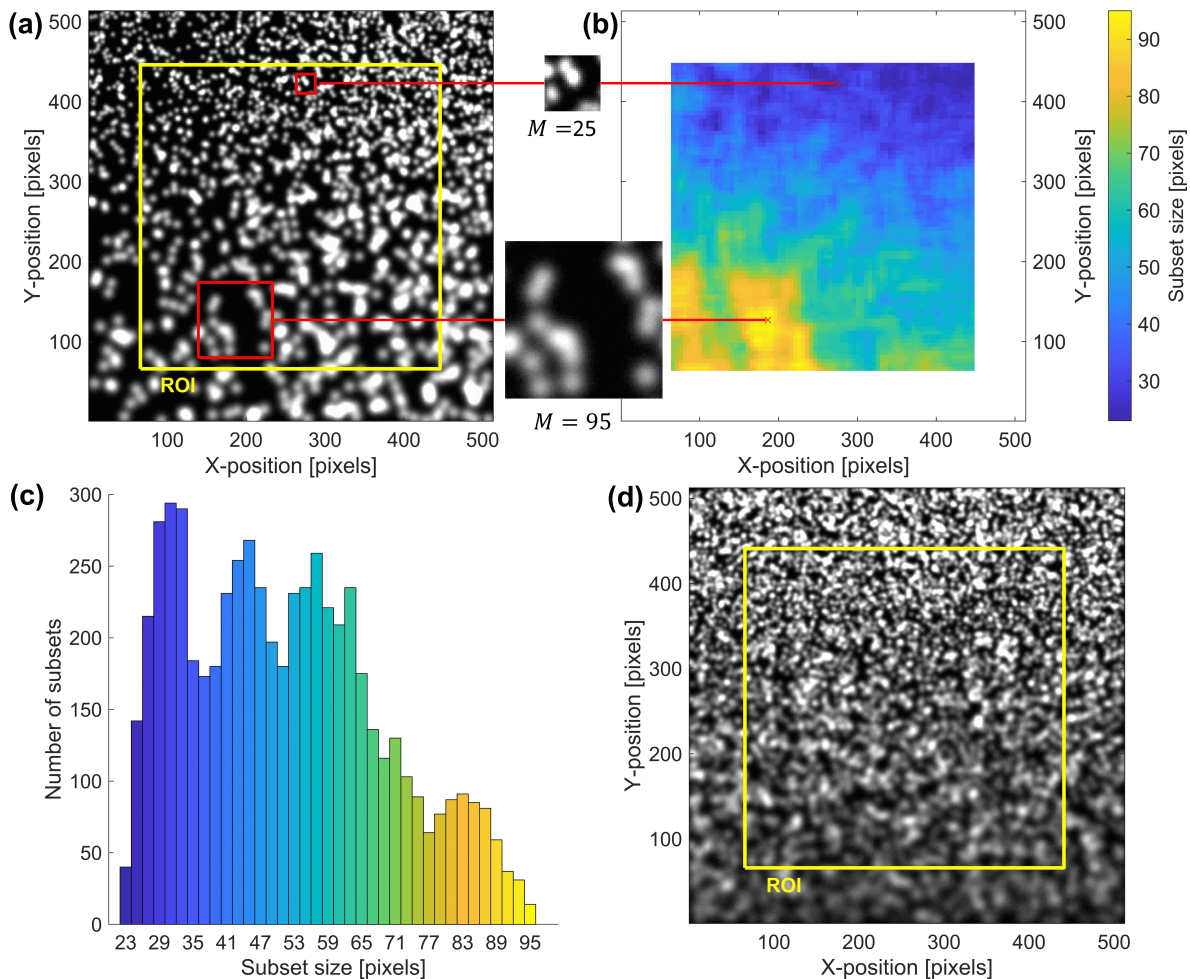 (a)
500
400
300
200
100
Y-position [pixels]
ROI
100 200 300 400 500
X-position [pixels]
M =25
M = 95
(b)
500
400
300
200
100
Y-position [pixels]
100 200 300 400 500
X-position [pixels]
90
80
70
60
50
40
30
Subset size [pixels]
(c)
300
250
200
150
100
50
0
Number of subsets
23 29 35 41 47 53 59 65 71 77 83 89 95
Subset size [pixels]
(d)
500
400
300
200
100
Y-position [pixels]
ROI
100 200 300 400 500
X-position [pixels]